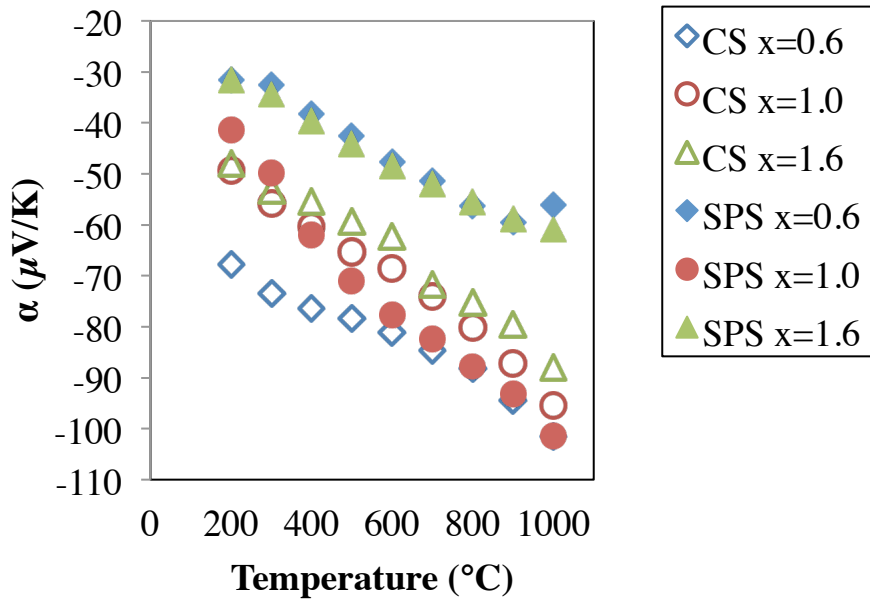 -20
-30
-40
-50
-60
-70
-80
-90
-100
-110
α (µV/K)
0 200 400 600 800 1000
Temperature (°C)
CS x=0.6
CS x=1.0
CS x=1.6
SPS x=0.6
SPS x=1.0
SPS x=1.6